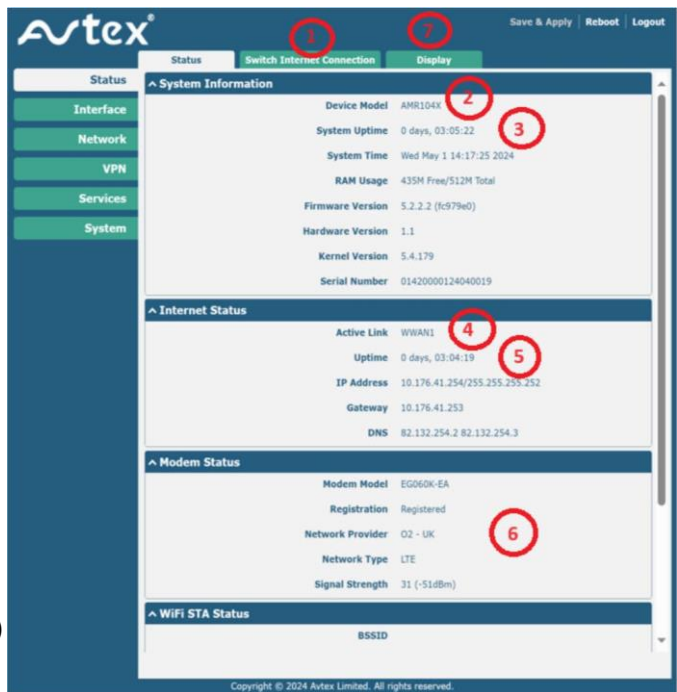 Avtex
Save & Apply | Reboot | Logout
1
7
Status Switch Internet Connection Display
Status
Interface
Network
VPN
Services
System
System Information
Device Model AMR104X 2
System Uptime 0 days, 03:05:22 3
System Time Wed May 1 14:17:25 2024
RAM Usage 435M Free/512M Total
Firmware Version 5.2.2.2 (fc979e0)
Hardware Version 1.1
Kernel Version 5.4.179
Serial Number 01420000124040019
Internet Status
Active Link WWAN1 4
Uptime 0 days, 03:04:19 5
IP Address 10.176.41.254/255.255.255.252
Gateway 10.176.41.253
DNS 82.132.254.2 82.132.254.3
Modem Status
Modem Model EG060K-EA
Registration Registered
Network Provider O2 - UK 6
Network Type LTE
Signal Strength 31 (-51dBm)
WiFi STA Status
BSSID
)
Copyright © 2024 Avtex Limited. All rights reserved.